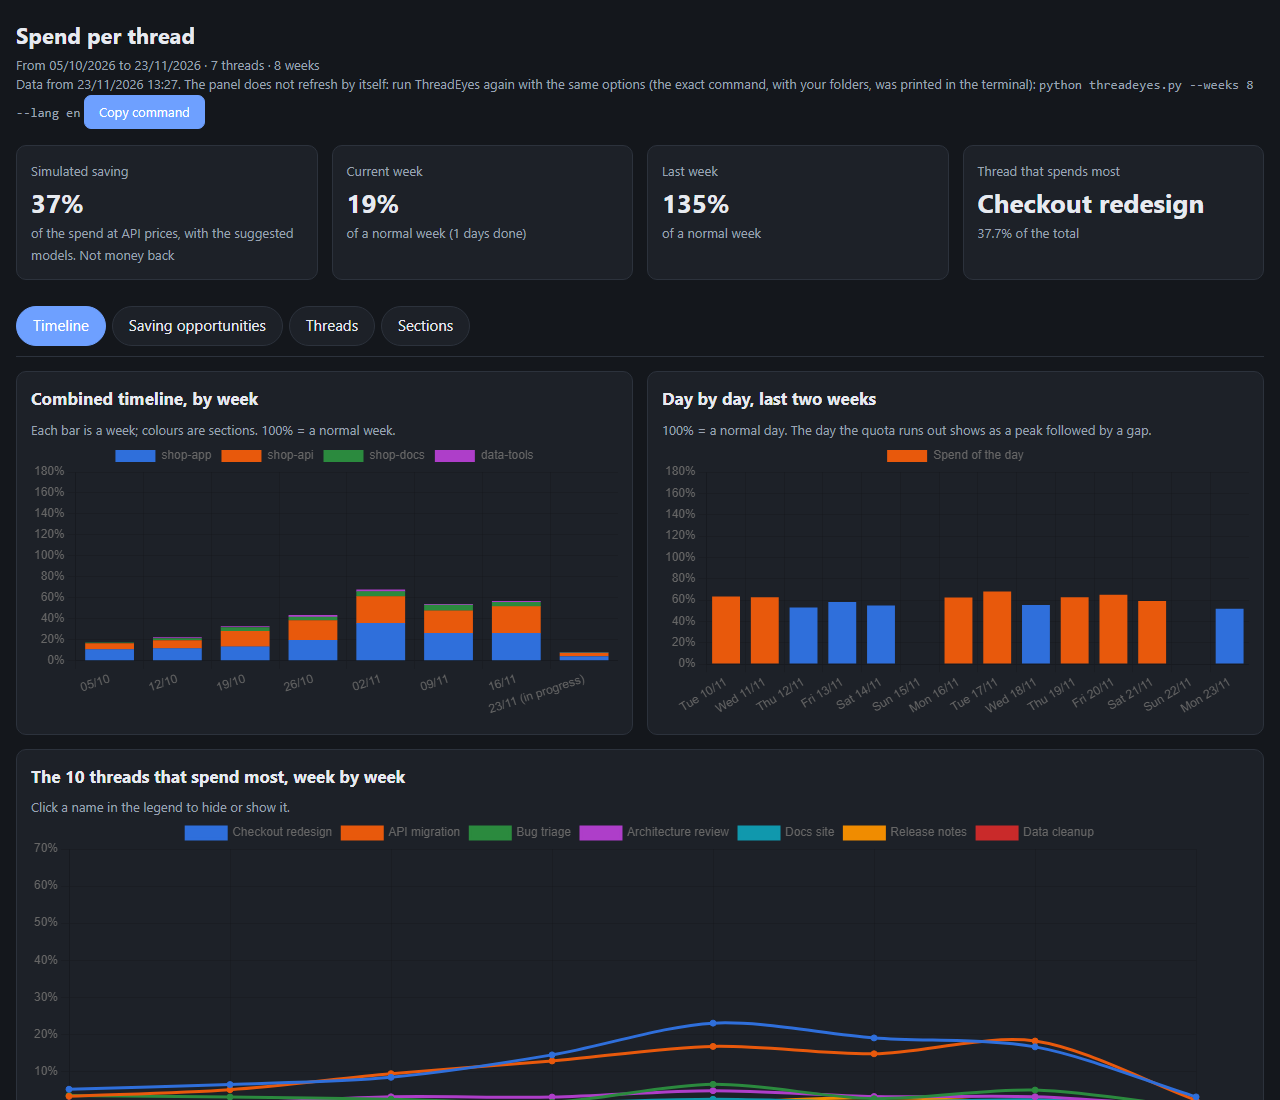 Spend per thread
From 05/10/2026 to 23/11/2026 · 7 threads · 8 weeks
Data from 23/11/2026 13:27. The panel does not refresh by itself: run ThreadEyes again with the same options (the exact command, with your folders, was printed in the terminal): python threadeyes.py --weeks 8
--lang en Copy command
Simulated saving
37%
of the spend at API prices, with the suggested
models. Not money back
Current week
19%
of a normal week (1 days done)
Last week
135%
of a normal week
Thread that spends most
Checkout redesign
37.7% of the total
Timeline Saving opportunities Threads Sections
Combined timeline, by week
Each bar is a week; colours are sections. 100% = a normal week.
shop-app shop-api shop-docs data-tools
180%
160%
140%
120%
100%
80%
60%
40%
20%
0%
05/10 12/10 19/10 26/10 02/11 09/11 16/11 23/11 (in progress)
Day by day, last two weeks
100% = a normal day. The day the quota runs out shows as a peak followed by a gap.
Spend of the day
180%
160%
140%
120%
100%
80%
60%
40%
20%
0%
Tue 10/11 Wed 11/11 Thu 12/11 Fri 13/11 Sat 14/11 Sun 15/11 Mon 16/11 Tue 17/11 Wed 18/11 Thu 19/11 Fri 20/11 Sat 21/11 Sun 22/11 Mon 23/11
The 10 threads that spend most, week by week
Click a name in the legend to hide or show it.
Checkout redesign API migration Bug triage Architecture review Docs site Release notes Data cleanup
70%
60%
50%
40%
30%
20%
10%